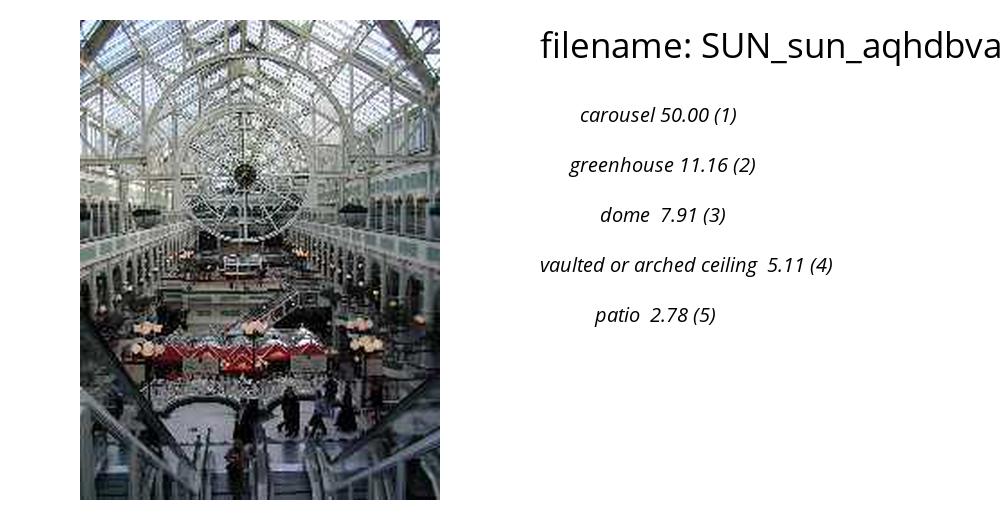 filename: SUN_sun_aqhdbva
carousel 50.00 (1)
greenhouse 11.16 (2)
dome 7.91 (3)
vaulted or arched ceiling 5.11 (4)
patio 2.78 (5)